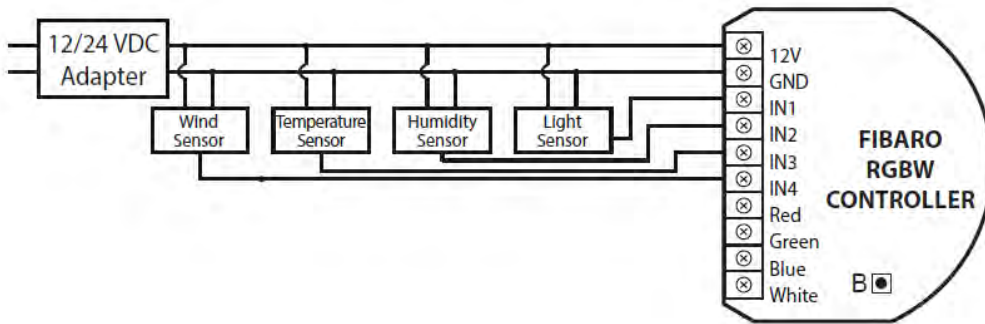 12/24 VDC
Adapter
Wind
Sensor
Temperature
Sensor
Humidity
Sensor
Light
Sensor
12V
GND
IN1
IN2
IN3
IN4
Red
Green
Blue
White
FIBARO
RGBW
CONTROLLER
B